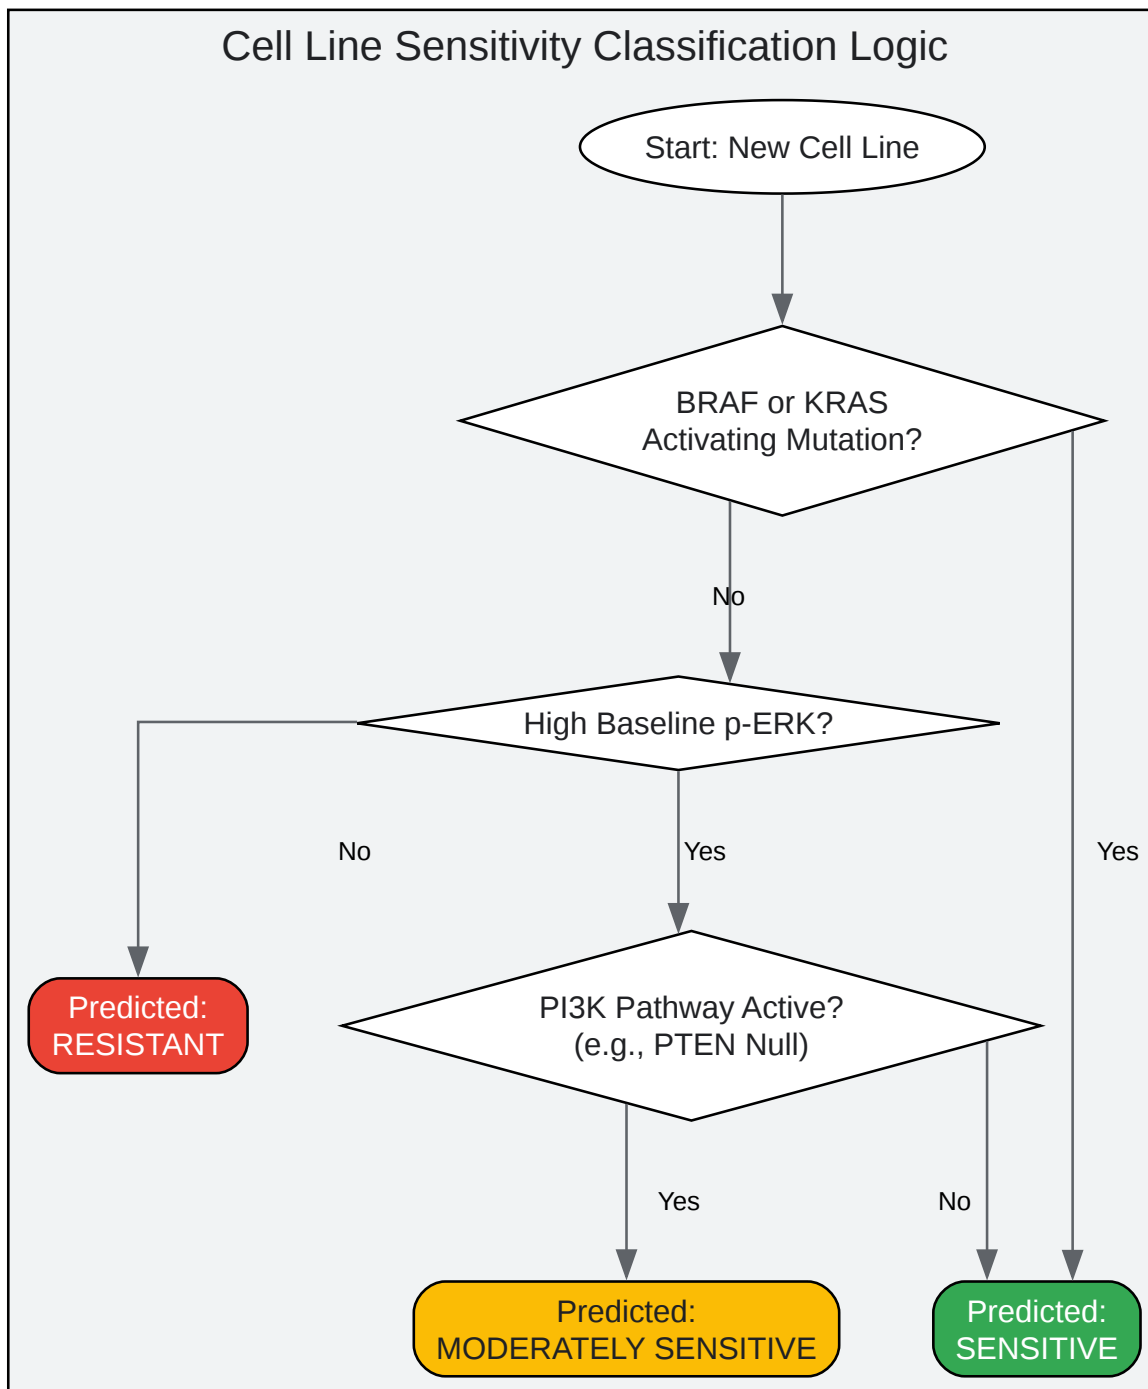 Cell Line Sensitivity Classification Logic
Start: New Cell Line
BRAF or KRAS
Activating Mutation?
No
High Baseline p-ERK?
No
Yes
Yes
Predicted:
RESISTANT
PI3K Pathway Active?
(e.g., PTEN Null)
Yes
No
Predicted:
MODERATELY SENSITIVE
Predicted:
SENSITIVE